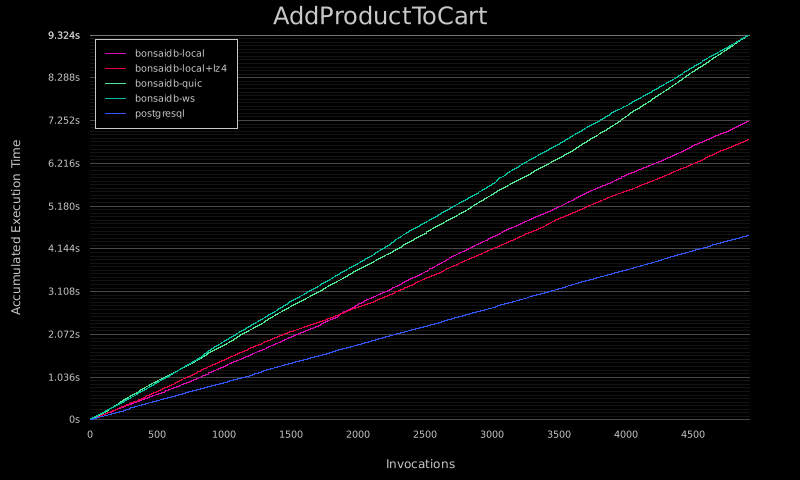 AddProductToCart
9.324s
8.288s
7.252s
6.216s
5.180s
4.144s
3.108s
2.072s
1.036s
0s
bonsaidb-local
bonsaidb-local+lz4
bonsaidb-quic
bonsaidb-ws
postgresql
Accumulated Execution Time
0 500 1000 1500 2000 2500 3000 3500 4000 4500
Invocations